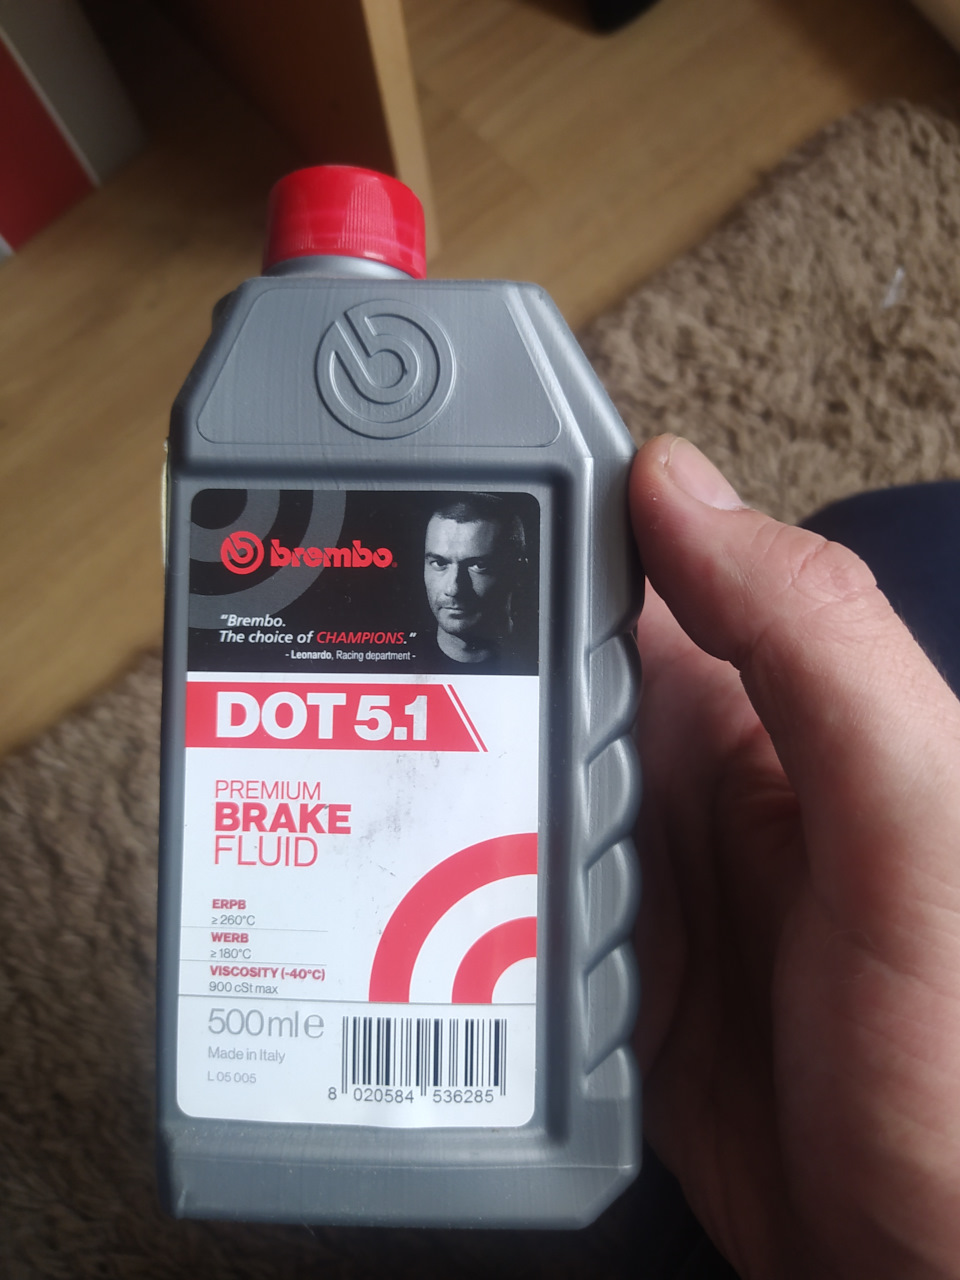 brembo
"Brembo.
The choice of CHAMPIONS."
- Leonardo, Racing department -
DOT 5.1
PREMIUM
BRAKE
FLUID
ERPB
≥ 260°C
WERB
≥ 180°C
VISCOSITY (-40°C)
900 cSt max
500ml e
Made in Italy
L 05 005
8 020584 536285